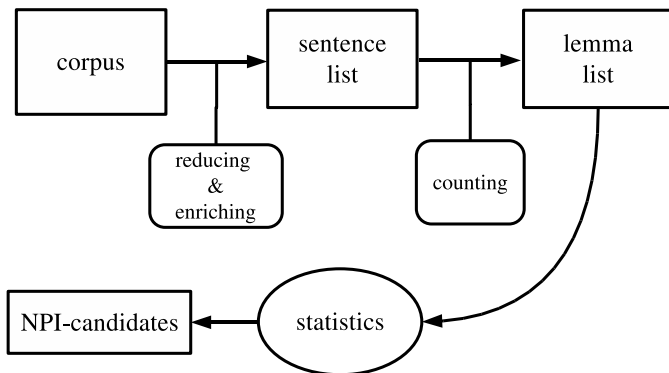 corpus
sentence
list
lemma
list
reducing
&
enriching
counting
NPI-candidates
statistics